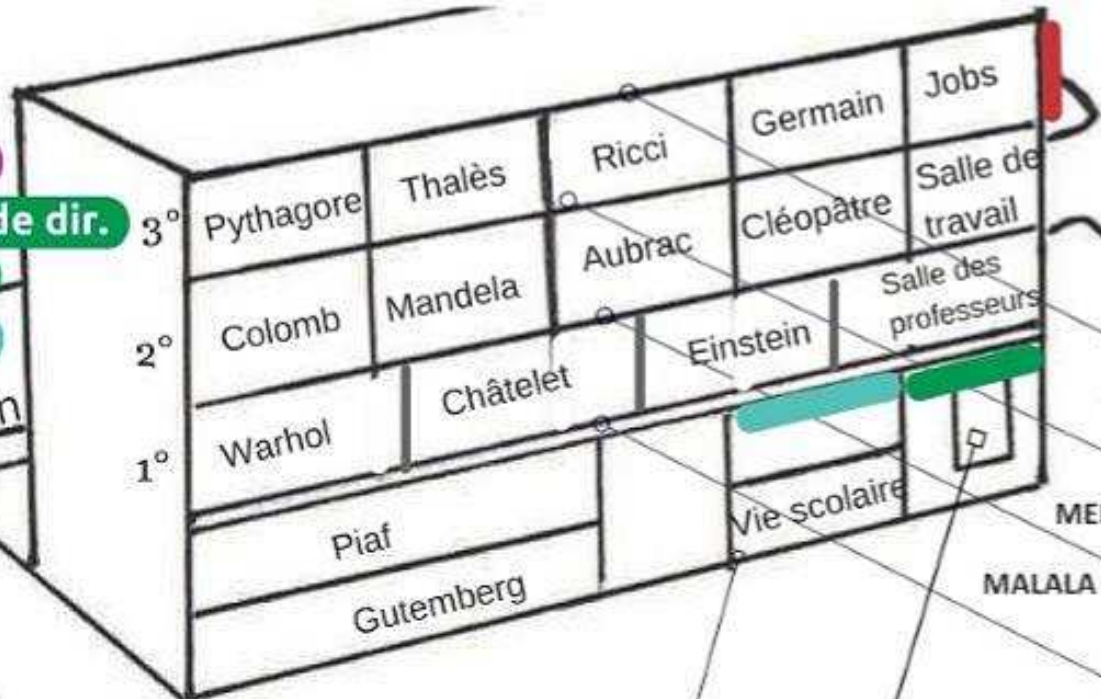 de dir.
3°
Pythagore
Thalès
Ricci
Germain
Jobs
2°
Colomb
Mandela
Aubrac
Cléopâtre
Salle de
travail
1°
Warhol
Châtelet
Einstein
Salle des
professeurs
Piaf
Gutemberg
Vie scolaire
MALALA